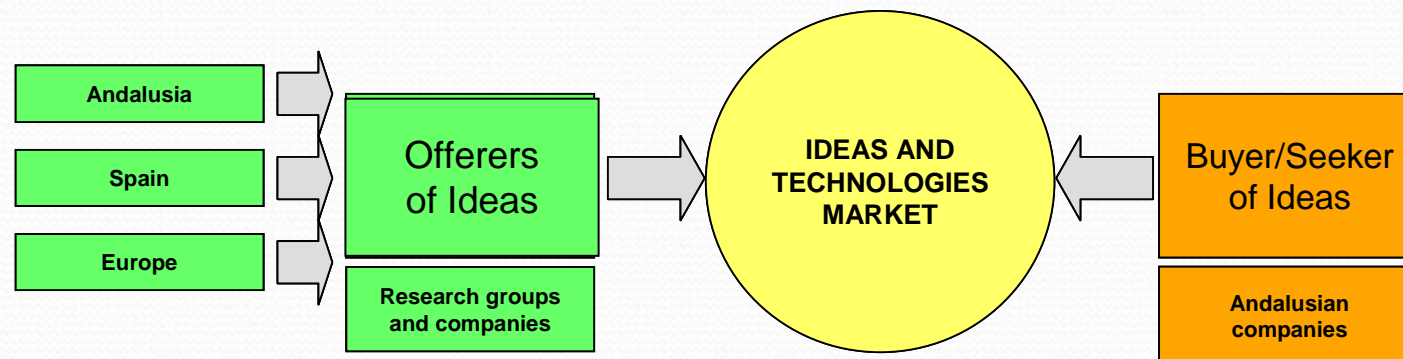 Andalusia
Spain
Europe
Offerers
of Ideas
Research groups
and companies
IDEAS AND
TECHNOLOGIES
MARKET
Buyer/Seeker
of Ideas
Andalusian
companies